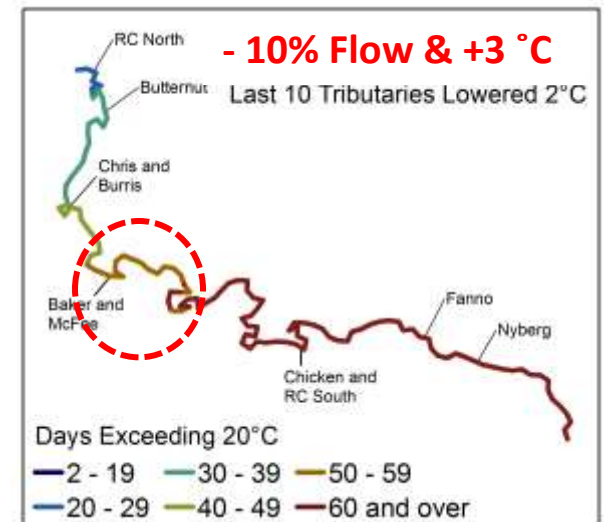 RC North
- 10% Flow & +3 ˚C
Butternut
Last 10 Tributaries Lowered 2°C
Chris and
Burris
Baker and
McFee
Fanno
Nyberg
Chicken and
RC South
Days Exceeding 20°C
2 - 19
30 - 39
50 - 59
20 - 29
40 - 49
60 and over